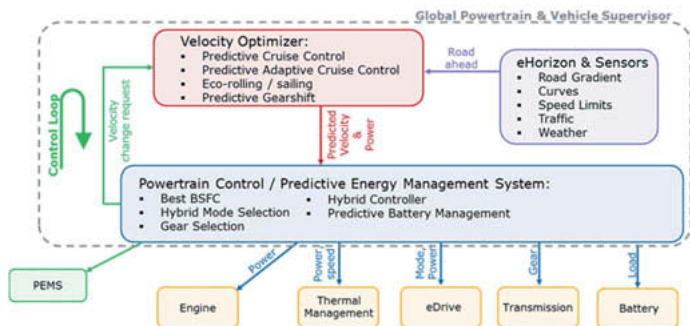 Global Powertrain & Vehicle Supervisor
Velocity Optimizer:
▪ Predictive Cruise Control
▪ Predictive Adaptive Cruise Control
▪ Eco-rolling / sailing
▪ Predictive Gearshift
Road
ahead
eHorizon & Sensors
▪ Road Gradient
▪ Curves
▪ Speed Limits
▪ Traffic
▪ Weather
Control Loop
Velocity
change request
Predicted
Velocity
&
Power
Powertrain Control / Predictive Energy Management System:
▪ Best BSFC
▪ Hybrid Mode Selection
▪ Gear Selection
▪ Hybrid Controller
▪ Predictive Battery Management
PEMS
Power
Power,
speed
Mode,
Power
Gear
Load
Engine
Thermal
Management
eDrive
Transmission
Battery